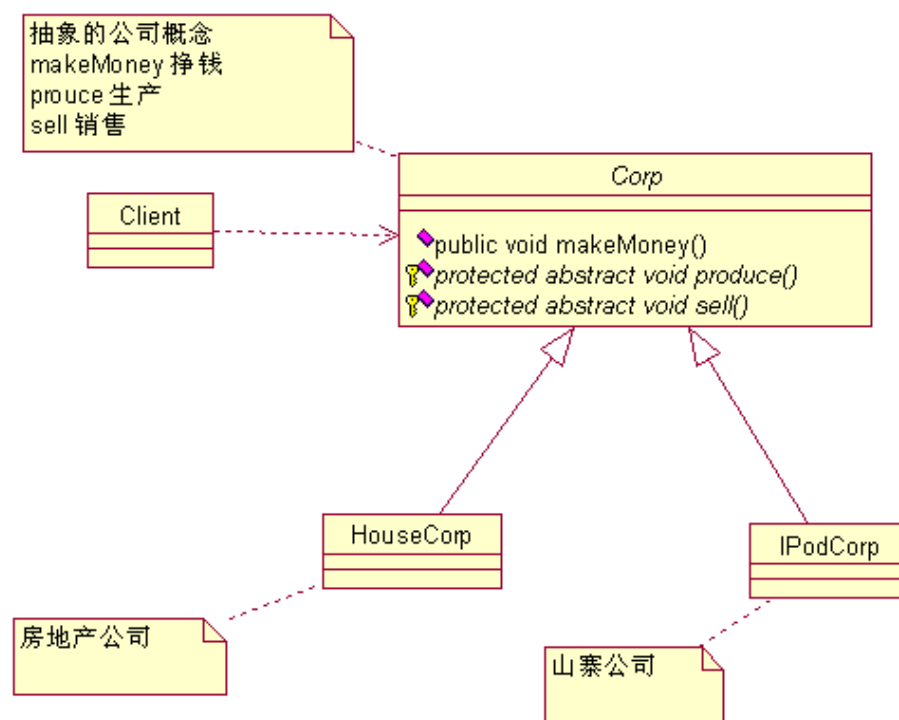 抽象的公司概念
makeMoney 挣钱
prouce 生产
sell 销售
Corp
Client
public void makeMoney()
protected abstract void produce()
protected abstract void sell()
HouseCorp
IPodCorp
房地产公司
山寨公司